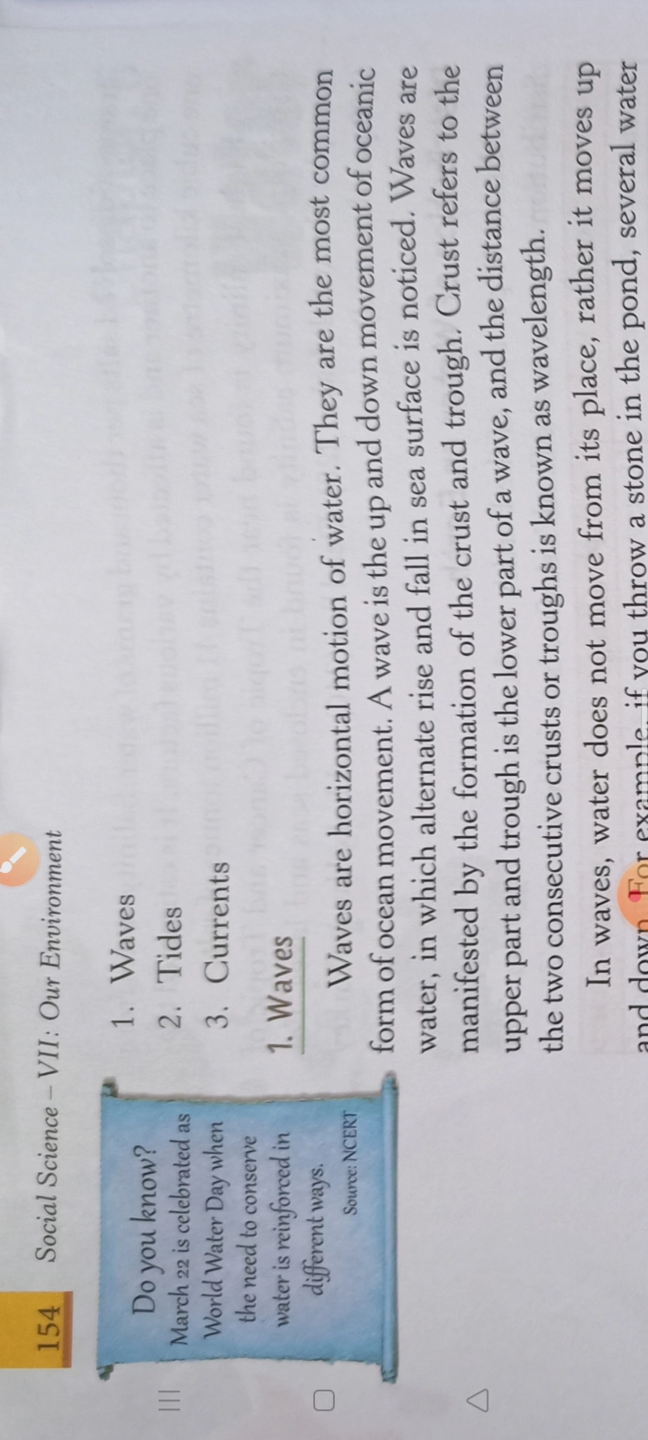 154 Social Science – VII: Our Environment
Do you know?
March 22 is celebrated as
World Water Day when
the need to conserve
water is reinforced in
different ways.
Source: NCERT
1. Waves
2. Tides
3. Currents
1. Waves
Waves are horizontal motion of water. They are the most common
form of ocean movement. A wave is the up and down movement of oceanic
water, in which alternate rise and fall in sea surface is noticed. Waves are
manifested by the formation of the crust and trough. Crust refers to the
upper part and trough is the lower part of a wave, and the distance between
the two consecutive crusts or troughs is known as wavelength.
In waves, water does not move from its place, rather it moves up
and down. For example, if you throw a stone in the pond, several water